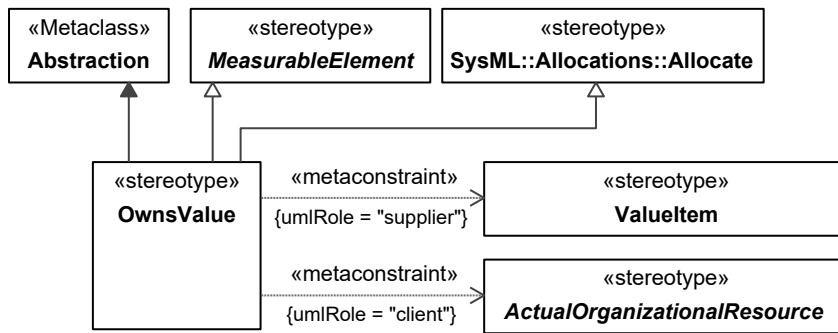 «Metaclass»
Abstraction
«stereotype»
MeasurableElement
«stereotype»
SysML::Allocations::Allocate
«stereotype»
OwnsValue
«metaconstraint»
{umlRole = "supplier"}
«stereotype»
ValueItem
«metaconstraint»
{umlRole = "client"}
«stereotype»
ActualOrganizationalResource